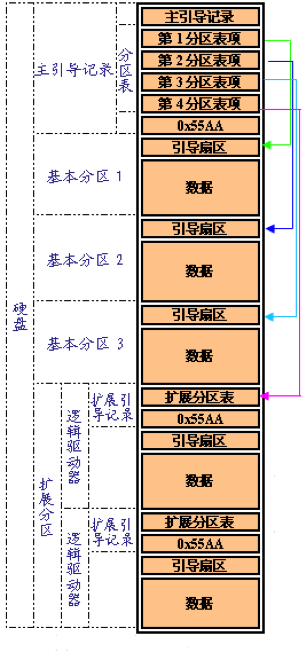 主引导记录
第 1分区表项
第 2分区表项
第 3分区表项
第 4分区表项
0x55AA
主引导记录
分区表
引导扇区
数据
基本分区 1
引导扇区
数据
基本分区 2
引导扇区
数据
基本分区 3
硬盘
扩展分区
逻辑驱动器
扩展引导记录
扩展分区表
0x55AA
引导扇区
数据
逻辑驱动器
扩展引导记录
扩展分区表
0x55AA
引导扇区
数据